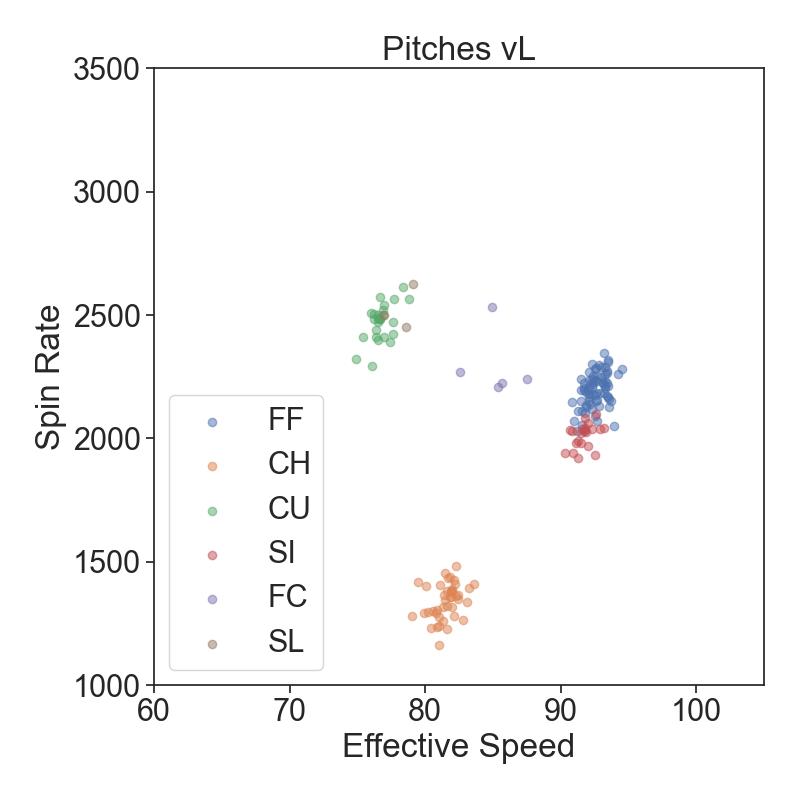 Pitches vL
3500
3000
2500
2000
1500
1000
Spin Rate
FF
CH
CU
SI
FC
SL
60
70
80
90
100
Effective Speed